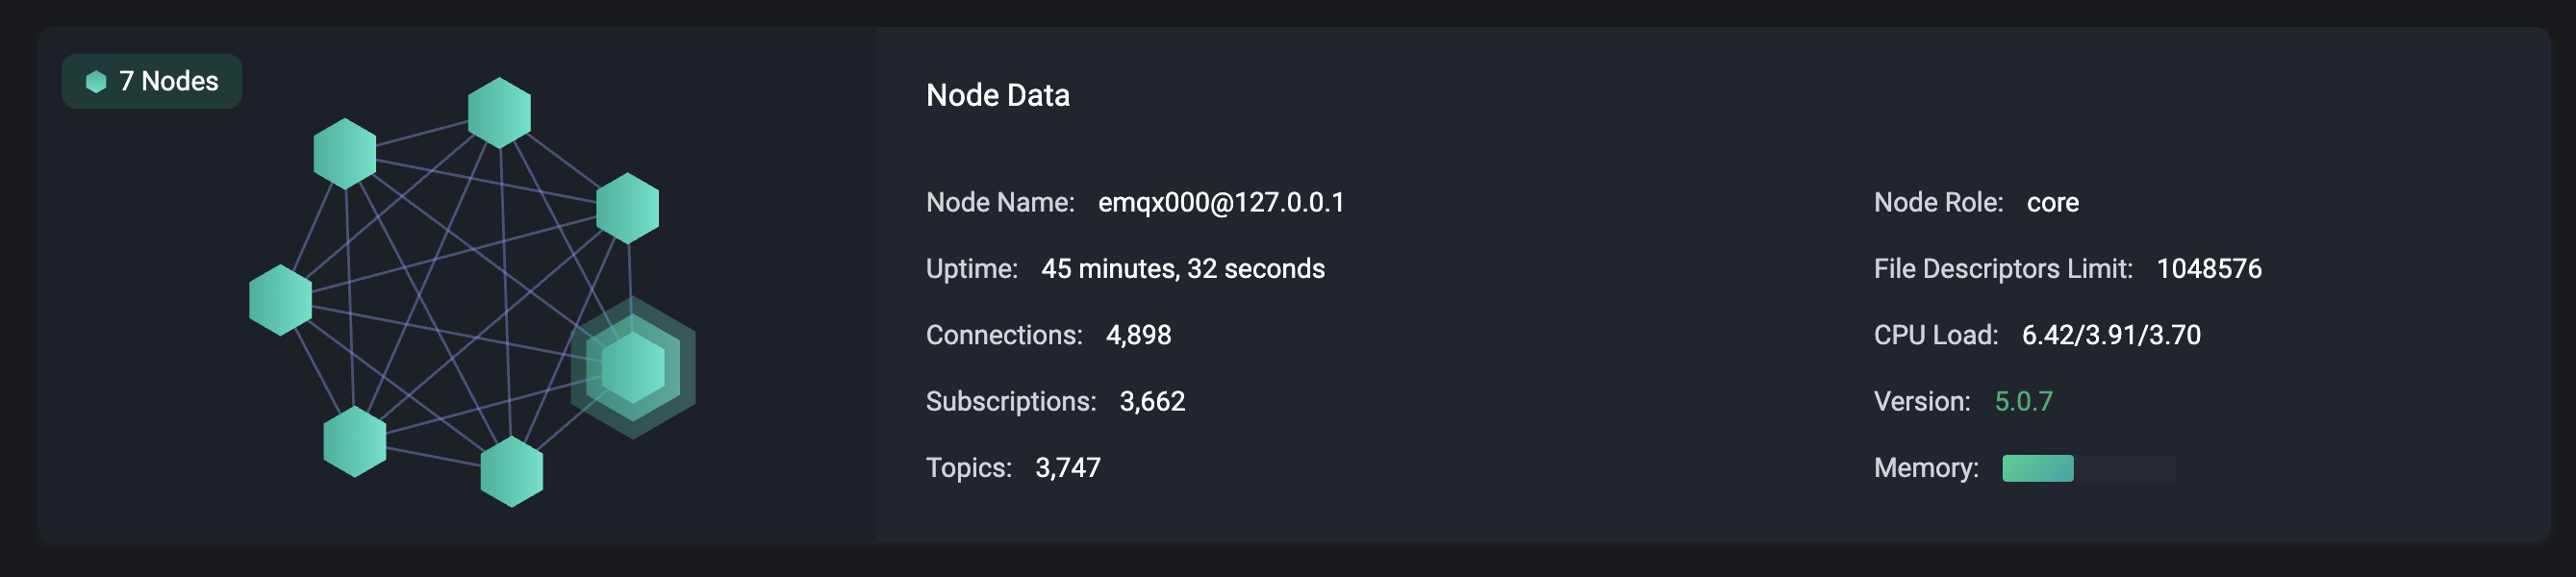 7 Nodes
Node Data
Node Name: emqx000@127.0.0.1
Node Role: core
Uptime: 45 minutes, 32 seconds
File Descriptors Limit: 1048576
Connections: 4,898
CPU Load: 6.42/3.91/3.70
Subscriptions: 3,662
Version: 5.0.7
Topics: 3,747
Memory: